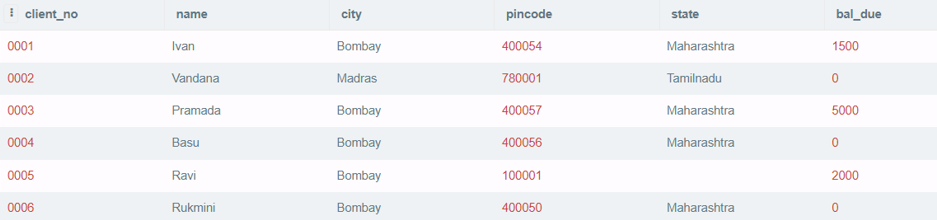 client_no name city pincode state bal_due
0001 Ivan Bombay 400054 Maharashtra 1500
0002 Vandana Madras 780001 Tamilnadu 0
0003 Pramada Bombay 400057 Maharashtra 5000
0004 Basu Bombay 400056 Maharashtra 0
0005 Ravi Bombay 100001 2000
0006 Rukmini Bombay 400050 Maharashtra 0